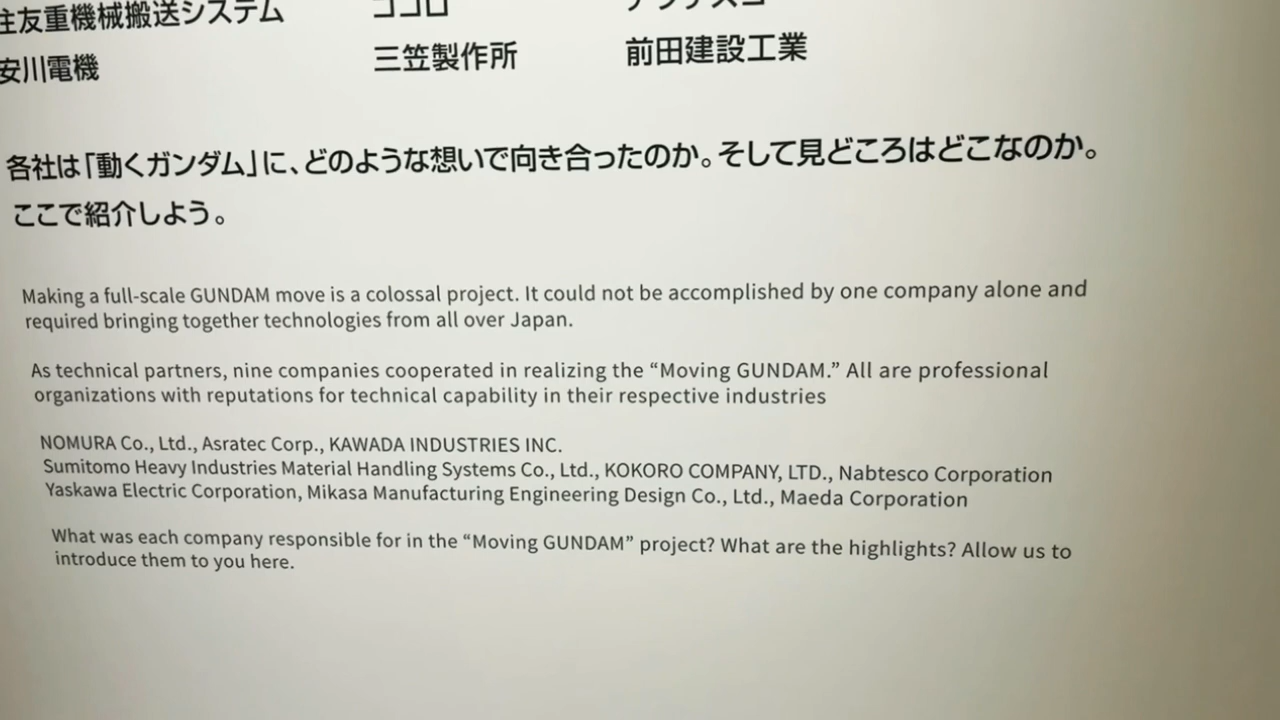 住友重機械搬送システム ココロ ナブテスコ
安川電機 三笠製作所 前田建設工業
各社は「動くガンダム」に、どのような想いで向き合ったのか。そして見どころはどこなのか。
ここで紹介しよう。
Making a full-scale GUNDAM move is a colossal project. It could not be accomplished by one company alone and
required bringing together technologies from all over Japan.
As technical partners, nine companies cooperated in realizing the “Moving GUNDAM.” All are professional
organizations with reputations for technical capability in their respective industries
NOMURA Co., Ltd., Asratec Corp., KAWADA INDUSTRIES INC.
Sumitomo Heavy Industries Material Handling Systems Co., Ltd., KOKORO COMPANY, LTD., Nabtesco Corporation
Yaskawa Electric Corporation, Mikasa Manufacturing Engineering Design Co., Ltd., Maeda Corporation
What was each company responsible for in the “Moving GUNDAM” project? What are the highlights? Allow us to
introduce them to you here.